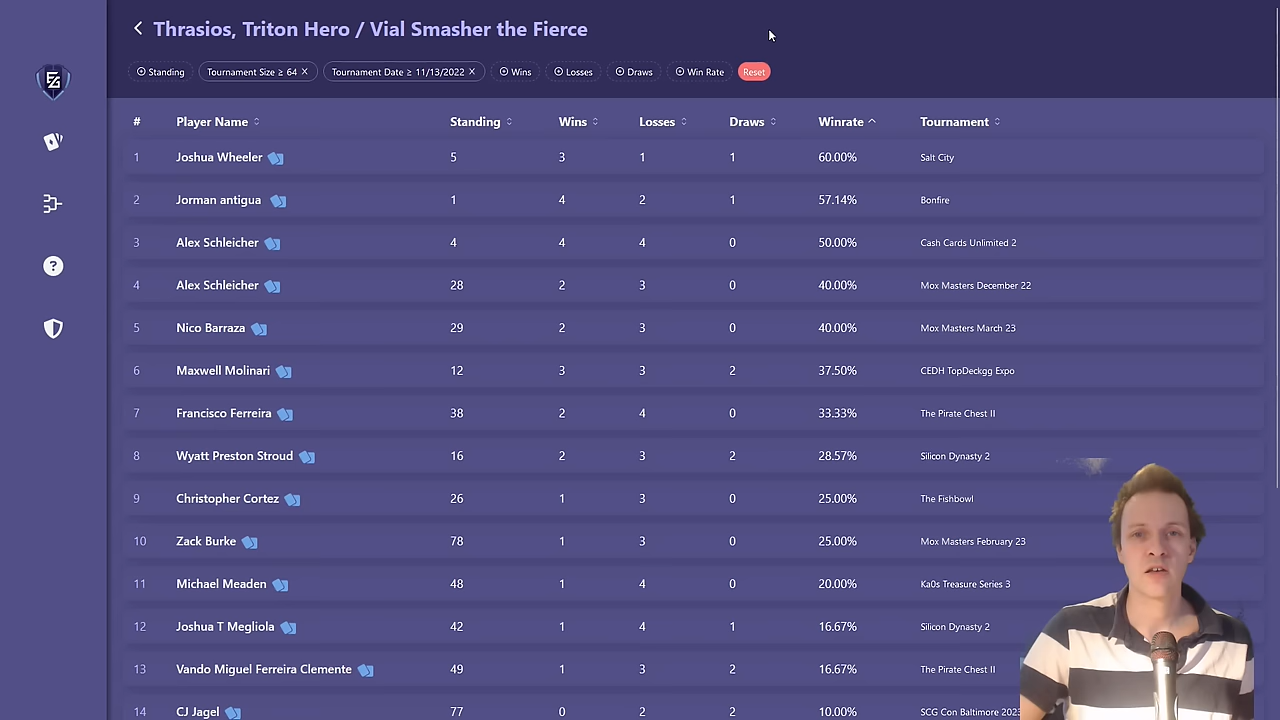 Thrasios, Triton Hero / Vial Smasher the Fierce
Standing Tournament Size ≥ 64 Tournament Date ≥ 11/13/2022 Wins Losses Draws Win Rate Reset
EZ
# Player Name Standing Wins Losses Draws Winrate Tournament
1 Joshua Wheeler 5 3 1 1 60.00% Salt City
2 Jorman antigua 1 4 2 1 57.14% Bonfire
3 Alex Schleicher 4 4 4 0 50.00% Cash Cards Unlimited 2
4 Alex Schleicher 28 2 3 0 40.00% Mox Masters December 22
5 Nico Barraza 29 2 3 0 40.00% Mox Masters March 23
6 Maxwell Molinari 12 3 3 2 37.50% CEDH TopDeckgg Expo
7 Francisco Ferreira 38 2 4 0 33.33% The Pirate Chest II
8 Wyatt Preston Stroud 16 2 3 2 28.57% Silicon Dynasty 2
9 Christopher Cortez 26 1 3 0 25.00% The Fishbowl
10 Zack Burke 78 1 3 0 25.00% Mox Masters February 23
11 Michael Meaden 48 1 4 0 20.00% Ka0s Treasure Series 3
12 Joshua T Megliola 42 1 4 1 16.67% Silicon Dynasty 2
13 Vando Miguel Ferreira Clemente 49 1 3 2 16.67% The Pirate Chest II
14 CJ Jagel 77 0 2 2 10.00% SCG Con Baltimore 2023